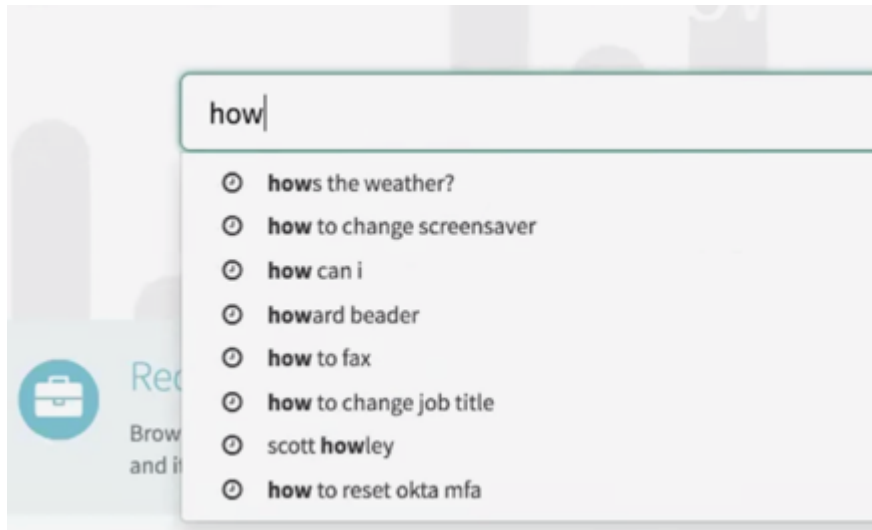 how
hows the weather?
how to change screensaver
how can i
howard beader
how to fax
how to change job title
scott howley
how to reset okta mfa
Brow
and i